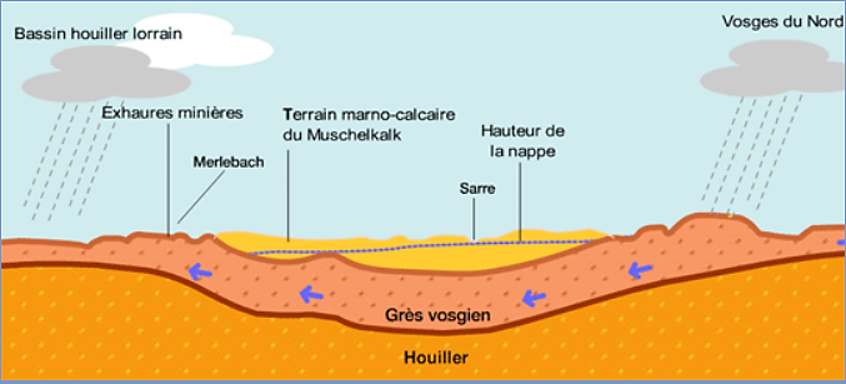 Bassin houiller lorrain
Vosges du Nord
Exhaures minières
Terrain marno-calcaire
du Muschelkalk
Hauteur de
la nappe
Merlebach
Sarre
Grès vosgien
Houiller